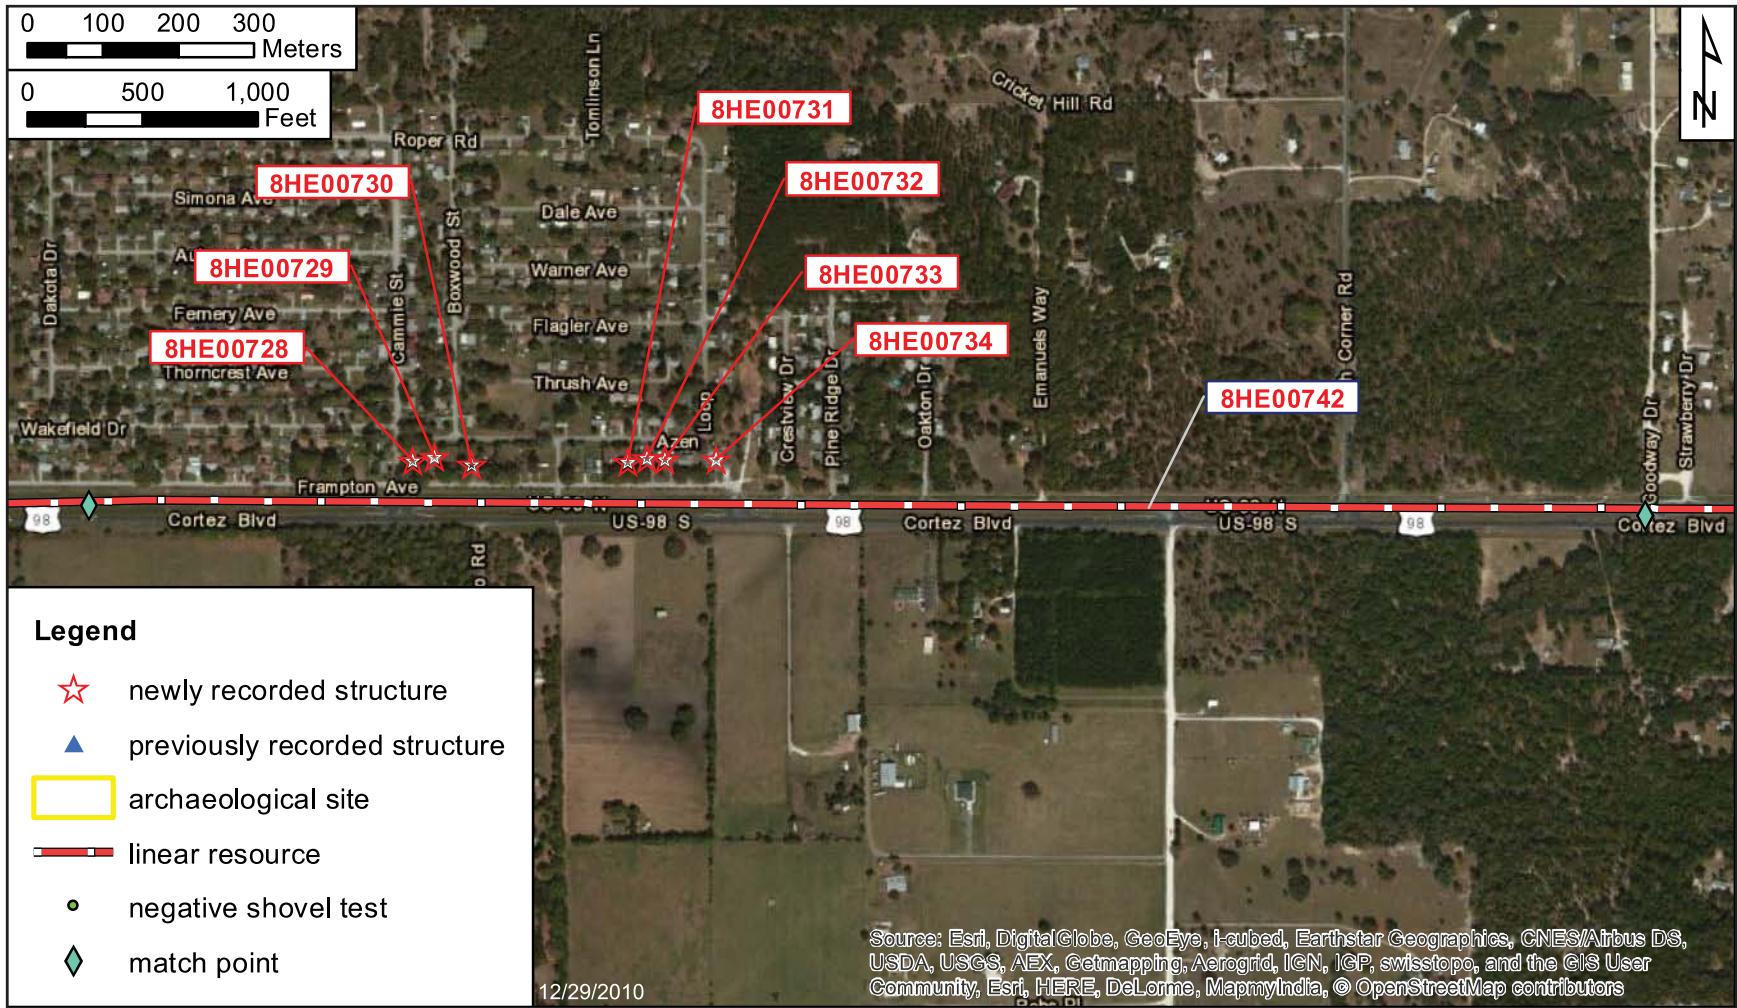 0 100 200 300
Meters
0 500 1,000
Feet
N
Tomlinson Ln
Cricket Hill Rd
8HE00731
Roper Rd
8HE00730
8HE00732
Simona Ave
Dale Ave
Dakota Dr
Boxwood St
8HE00729
Warner Ave
8HE00733
Fernery Ave
Cammie St
Flagler Ave
Emanuels Way
Corner Rd
8HE00728
8HE00734
Thorncrest Ave
Thrush Ave
Loop
Crestview Dr
Pine Ridge Dr
Oakton Dr
8HE00742
Goodway Dr
Strawberry Dr
Wakefield Dr
Azen
Frampton Ave
98
Cortez Blvd
US-98 N
US-98 S
98
Cortez Blvd
US-98 N
US-98 S
98
Cortez Blvd
Rd
Legend
newly recorded structure
previously recorded structure
archaeological site
linear resource
negative shovel test
match point
12/29/2010
Source: Esri, DigitalGlobe, GeoEye, i-cubed, Earthstar Geographics, CNES/Airbus DS,
USDA, USGS, AEX, Getmapping, Aerogrid, IGN, IGP, swisstopo, and the GIS User
Community, Esri, HERE, DeLorme, MapmyIndia, © OpenStreetMap contributors